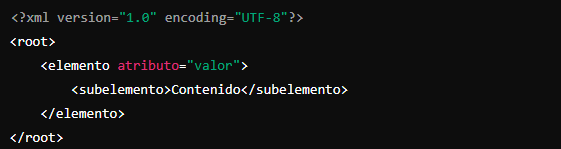 <?xml version="1.0" encoding="UTF-8"?>
<root>
    <elemento atributo="valor">
        <subelemento>Contenido</subelemento>
    </elemento>
</root>